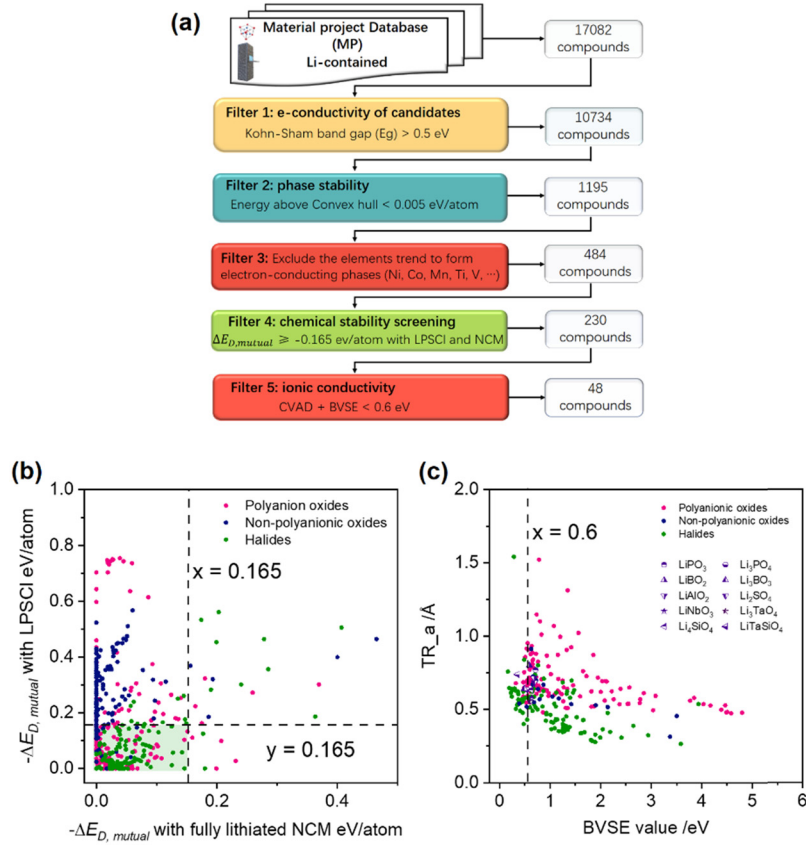 (a)
Material project Database
(MP)
Li-contained
17082
compounds
Filter 1: e-conductivity of candidates
Kohn-Sham band gap (Eg) > 0.5 eV
10734
compounds
Filter 2: phase stability
Energy above Convex hull < 0.005 eV/atom
1195
compounds
Filter 3: Exclude the elements trend to form
electron-conducting phases (Ni, Co, Mn, Ti, V, ···)
484
compounds
Filter 4: chemical stability screening
ΔE_D,mutual ⩾ -0.165 ev/atom with LPSCl and NCM
230
compounds
Filter 5: ionic conductivity
CVAD + BVSE < 0.6 eV
48
compounds
(b)
-ΔE_D, mutual with LPSCl eV/atom
1.0
0.8
0.6
0.4
0.2
0.0
Polyanion oxides
Non-polyanionic oxides
Halides
x = 0.165
y = 0.165
0.0 0.2 0.4
-ΔE_D, mutual with fully lithiated NCM eV/atom
(c)
TR_a /Å
2.0
1.5
1.0
0.5
0.0
x = 0.6
Polyanionic oxides
Non-polyanionic oxides
Halides
LiPO₃ Li₃PO₄
LiBO₂ Li₃BO₃
LiAlO₂ Li₂SO₄
LiNbO₃ Li₃TaO₄
Li₄SiO₄ LiTaSiO₄
0 1 2 3 4 5 6
BVSE value /eV